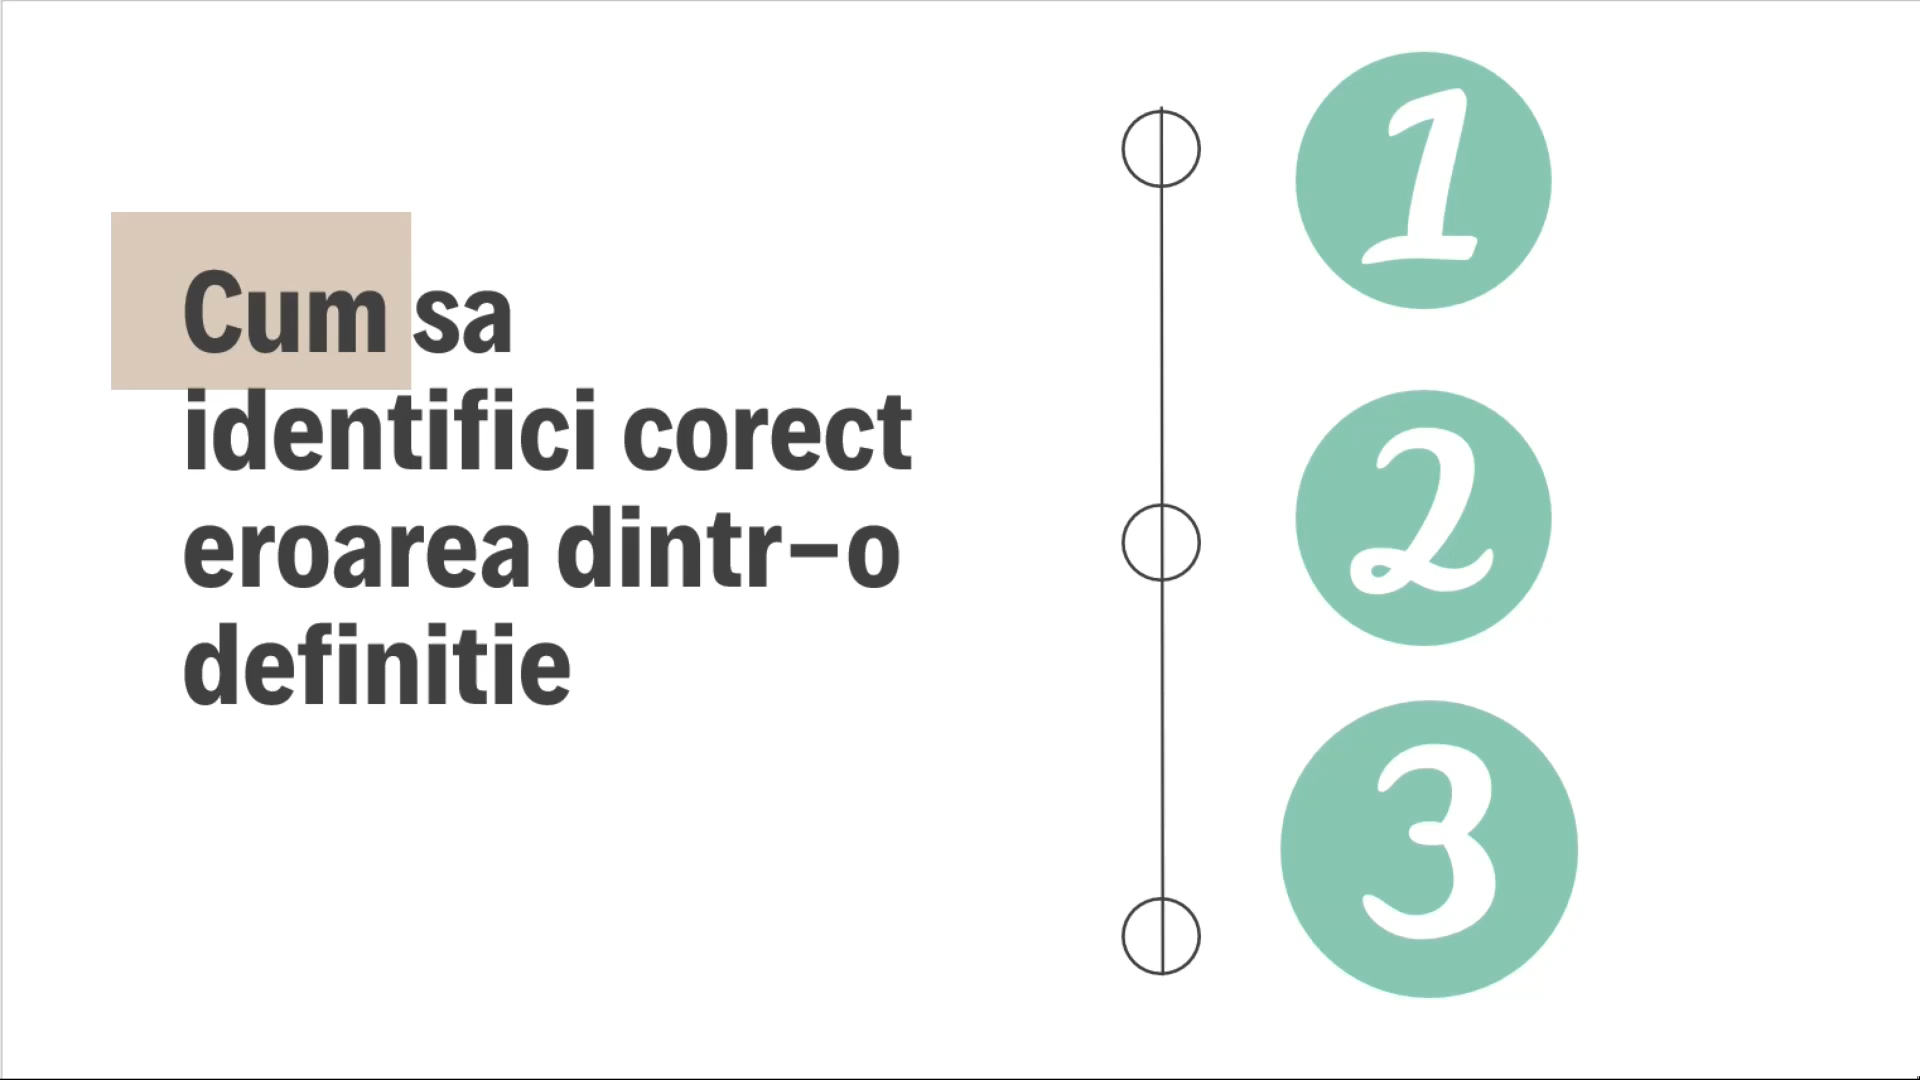 Cum sa
identifici corect
eroarea dintr-o
definitie
1
2
3